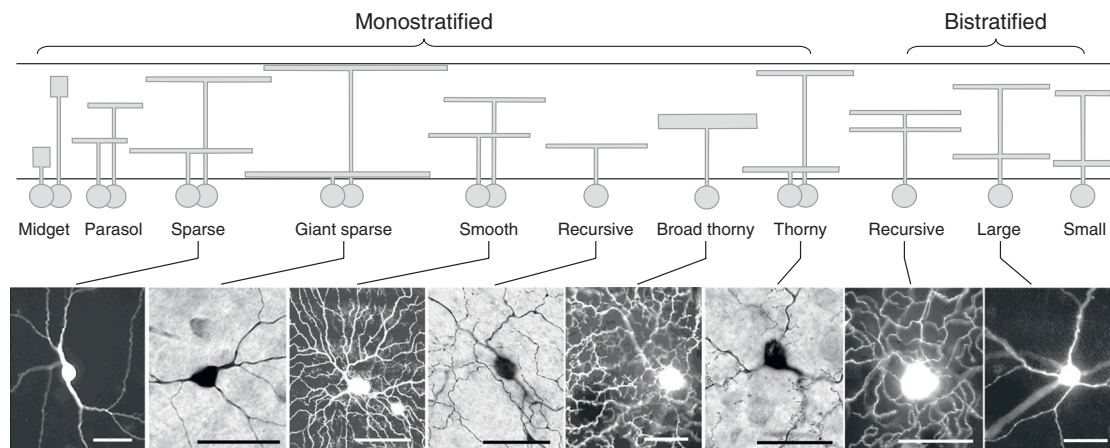 Monostratified Bistratified
Midget Parasol Sparse Giant sparse Smooth Recursive Broad thorny Thorny Recursive Large Small